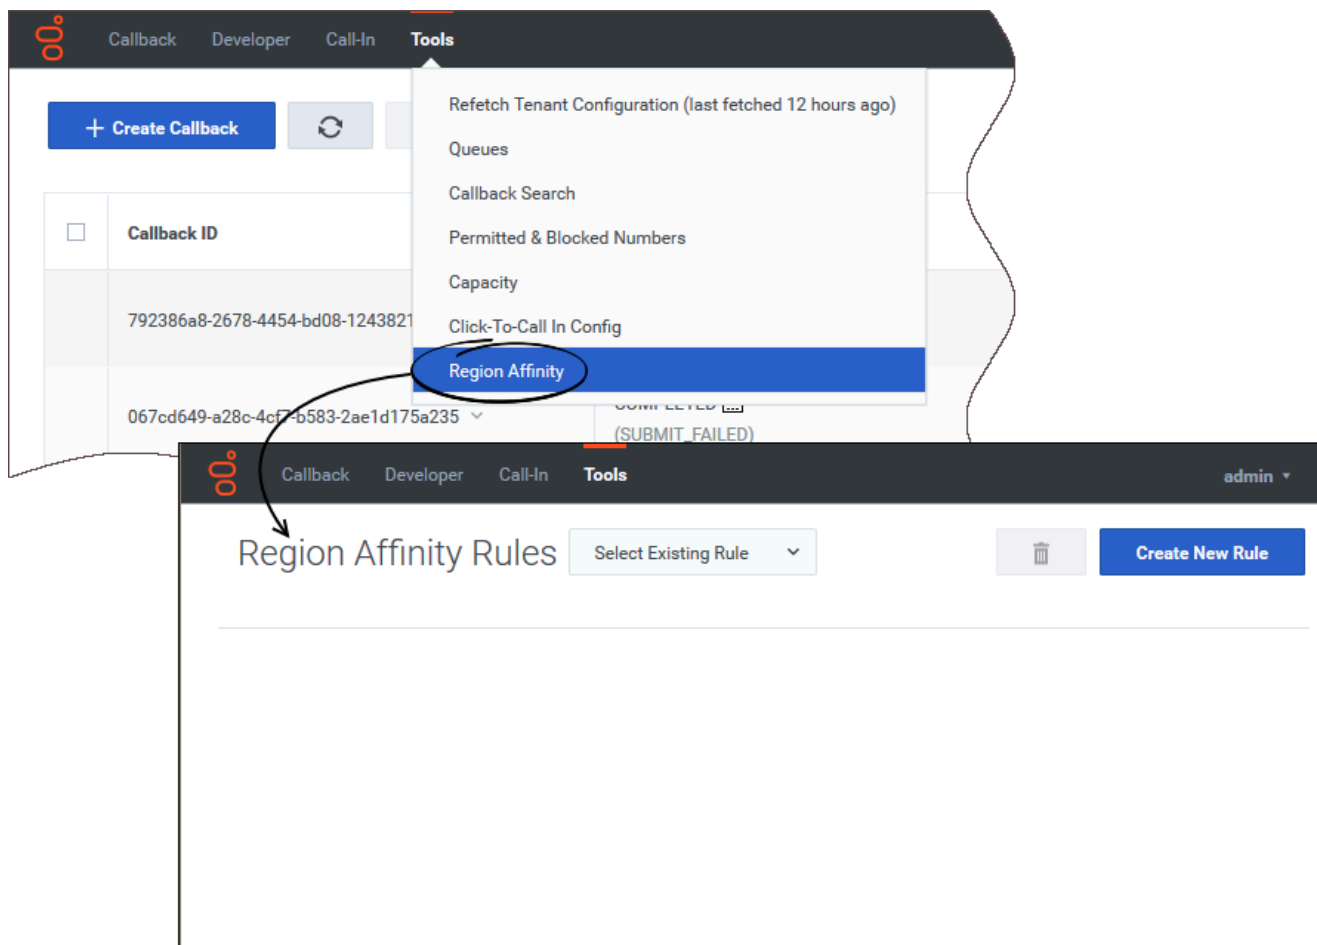 Callback Developer Call-In Tools
Refetch Tenant Configuration (last fetched 12 hours ago)
+ Create Callback
Queues
Callback Search
Callback ID
Permitted & Blocked Numbers
Capacity
792386a8-2678-4454-bd08-1243821
Click-To-Call In Config
Region Affinity
067cd649-a28c-4cf7-b583-2ae1d175a235
COMPLETED
(SUBMIT_FAILED)
Callback Developer Call-In Tools admin
Region Affinity Rules Select Existing Rule Create New Rule